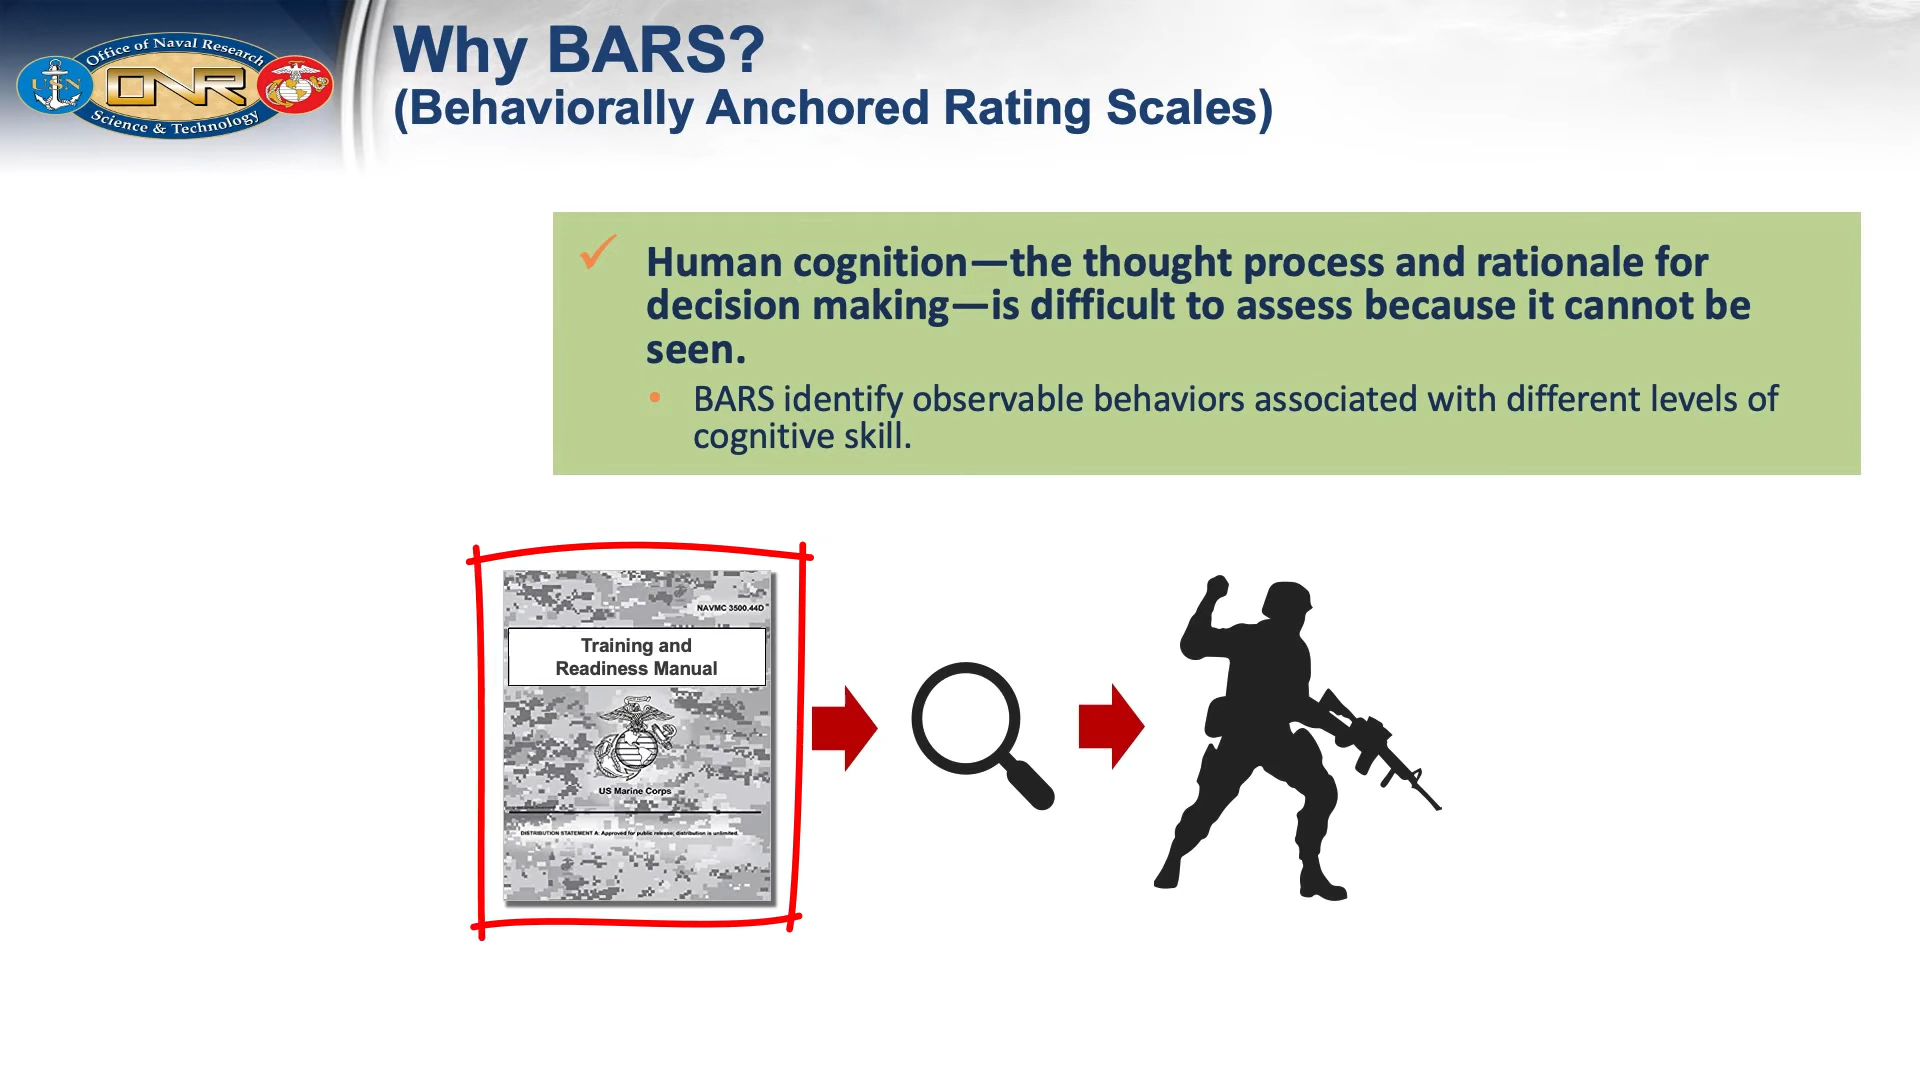 Office of Naval Research
USN
ONR
Science & Technology
Why BARS?
(Behaviorally Anchored Rating Scales)
✓ Human cognition—the thought process and rationale for
decision making—is difficult to assess because it cannot be
seen.
• BARS identify observable behaviors associated with different levels of
cognitive skill.
NAVMC 3500.44D
Training and
Readiness Manual
US Marine Corps
DISTRIBUTION STATEMENT A: Approved for public release; distribution is unlimited.